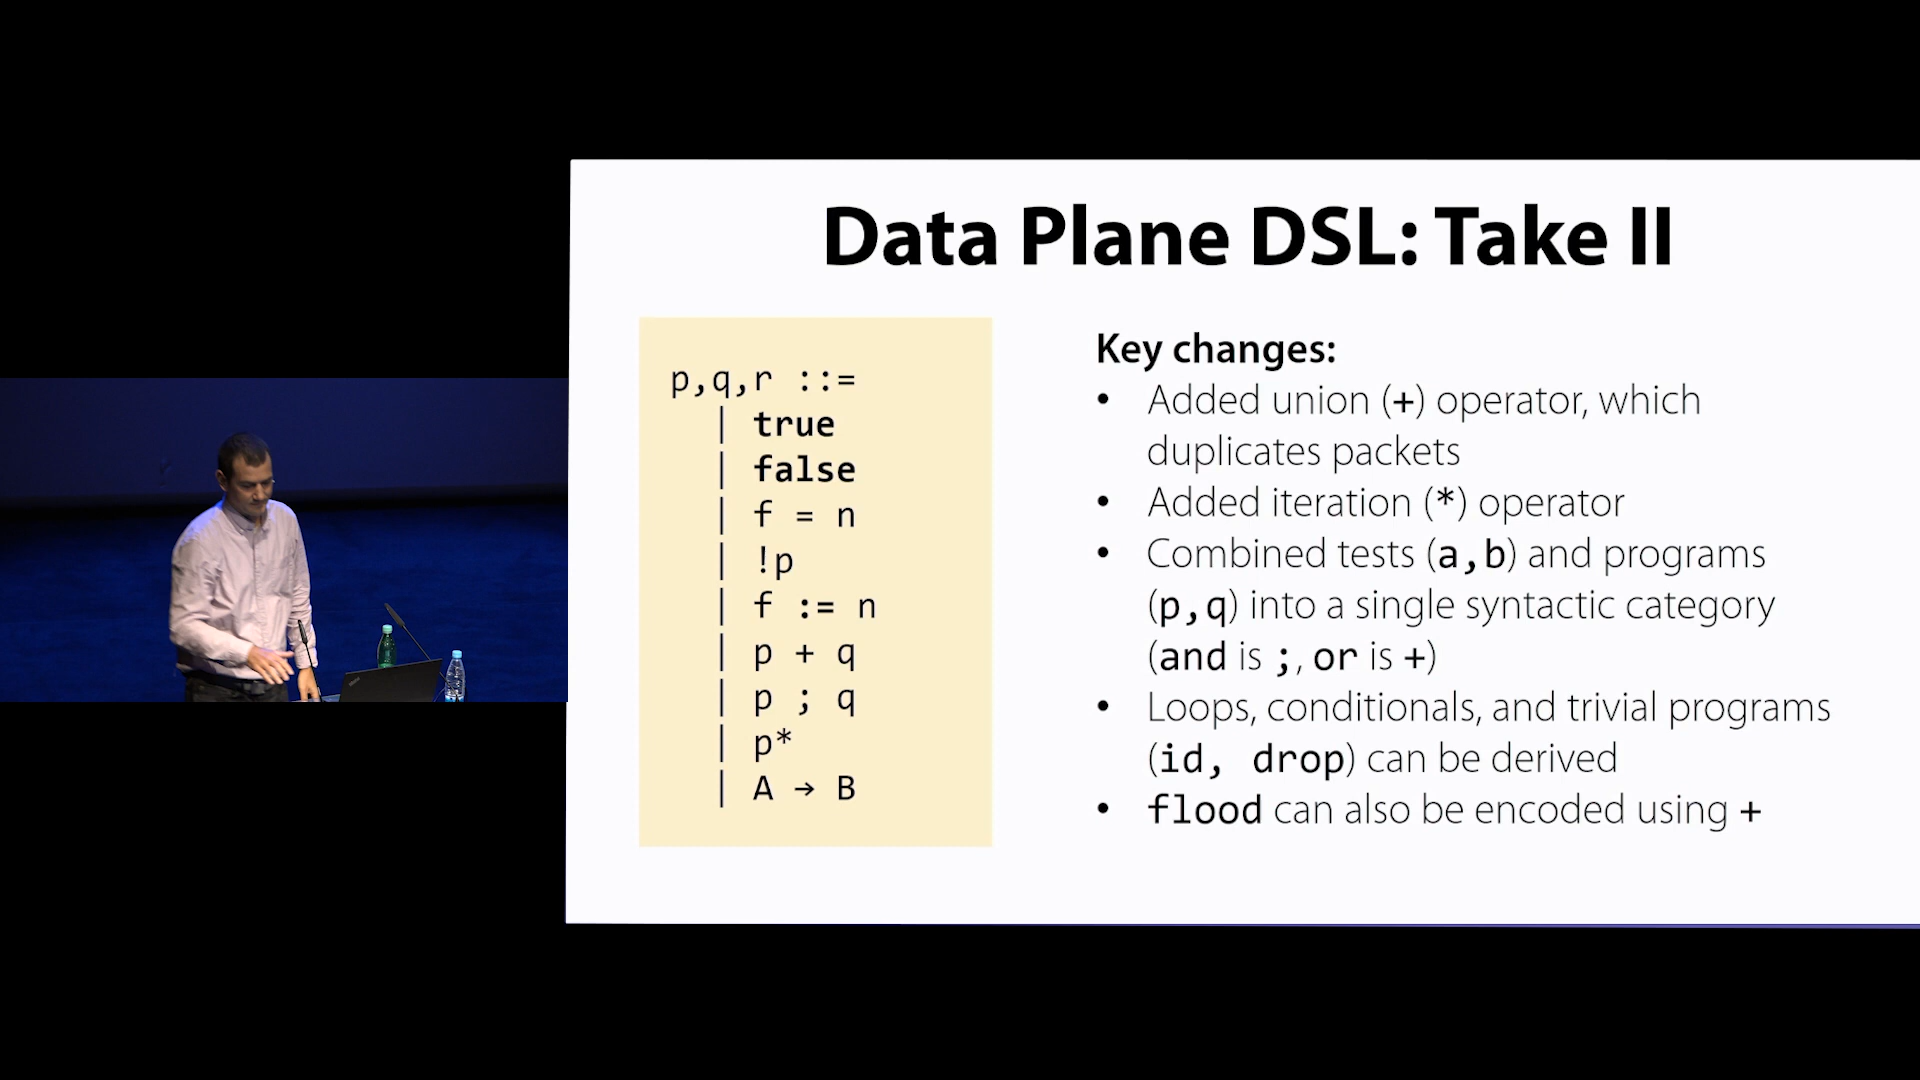 Data Plane DSL: Take II
p,q,r ::=
| true
| false
| f = n
| !p
| f := n
| p + q
| p ; q
| p*
| A → B
Key changes:
• Added union (+) operator, which
duplicates packets
• Added iteration (*) operator
• Combined tests (a,b) and programs
(p,q) into a single syntactic category
(and is ;, or is +)
• Loops, conditionals, and trivial programs
(id, drop) can be derived
• flood can also be encoded using +